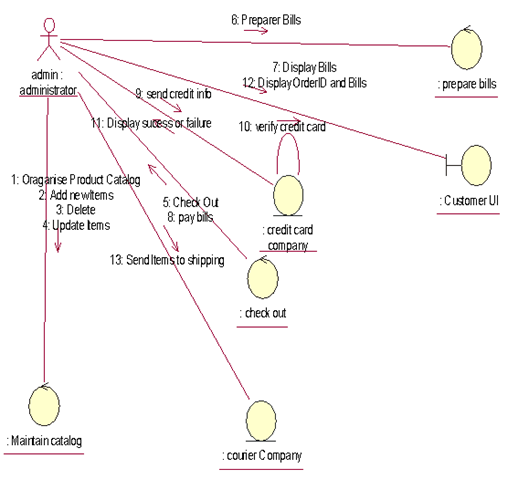 6: Preparer Bills
admin :
administrator
: prepare bills
7: Display Bills
12: Display OrderID and Bills
9: send credit info
11: Display sucess or failure
10: verify credit card
: Customer UI
1: Oraganise Product Catalog
2: Add newItems
3: Delete
4: Update Items
5: Check Out
8: pay bills
: credit card
company
13: Send Items to shipping
: check out
: Maintain catalog
: courier Company